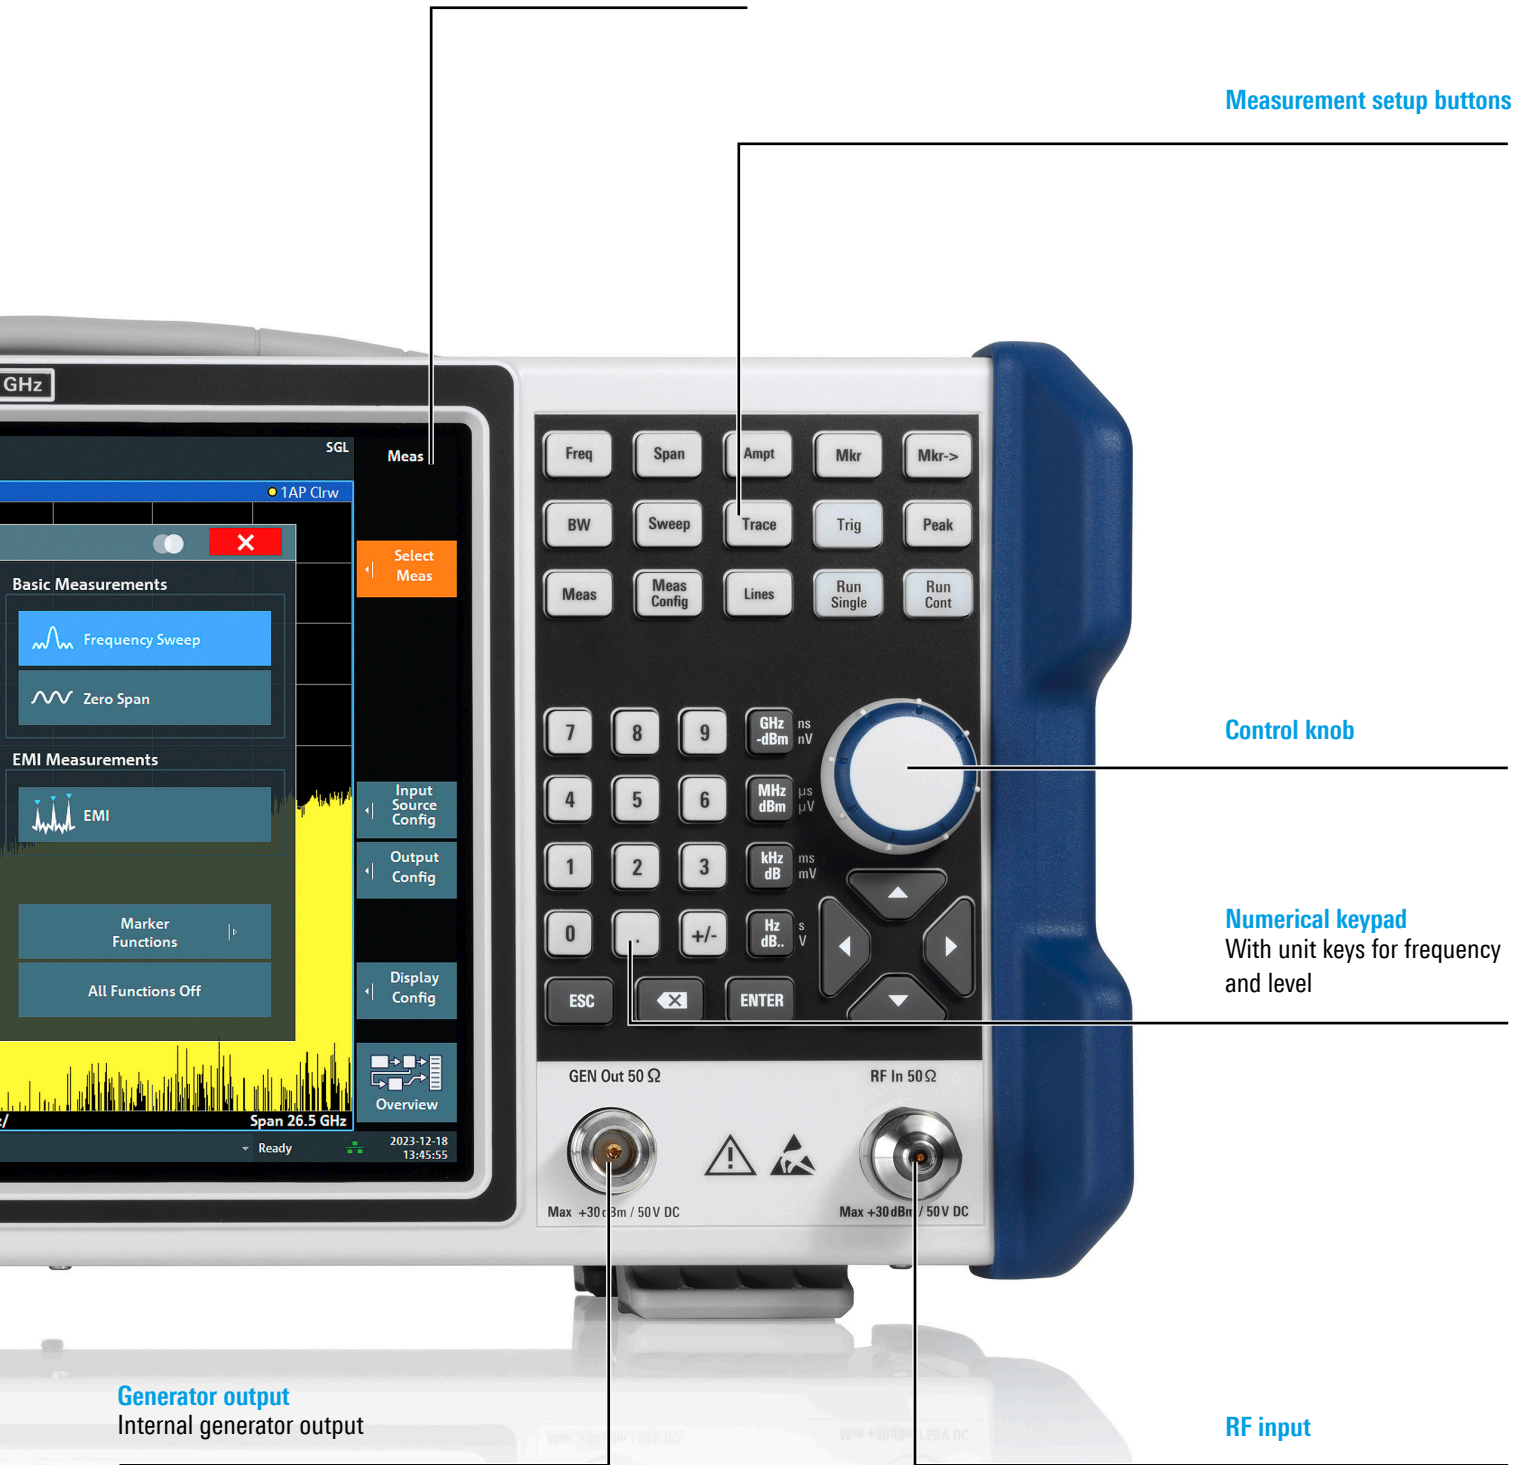 Measurement setup buttons
GHz
SGL
Meas
1AP Clrw
Basic Measurements
Frequency Sweep
Zero Span
EMI Measurements
EMI
Marker
Functions
All Functions Off
Select
Meas
Input
Source
Config
Output
Config
Display
Config
Overview
z/
Span 26.5 GHz
Ready
2023-12-18
13:45:55
Freq
Span
Ampt
Mkr
Mkr->
BW
Sweep
Trace
Trig
Peak
Meas
Meas
Config
Lines
Run
Single
Run
Cont
7
8
9
GHz
-dBm
ns
nV
4
5
6
MHz
dBm
µs
µV
1
2
3
kHz
dB
ms
mV
0
.
+/-
Hz
dB..
s
V
ESC
ENTER
Control knob
Numerical keypad
With unit keys for frequency
and level
GEN Out 50 Ω
RF In 50 Ω
Max +30 dBm / 50 V DC
Max +30 dBm / 50 V DC
Generator output
Internal generator output
RF input